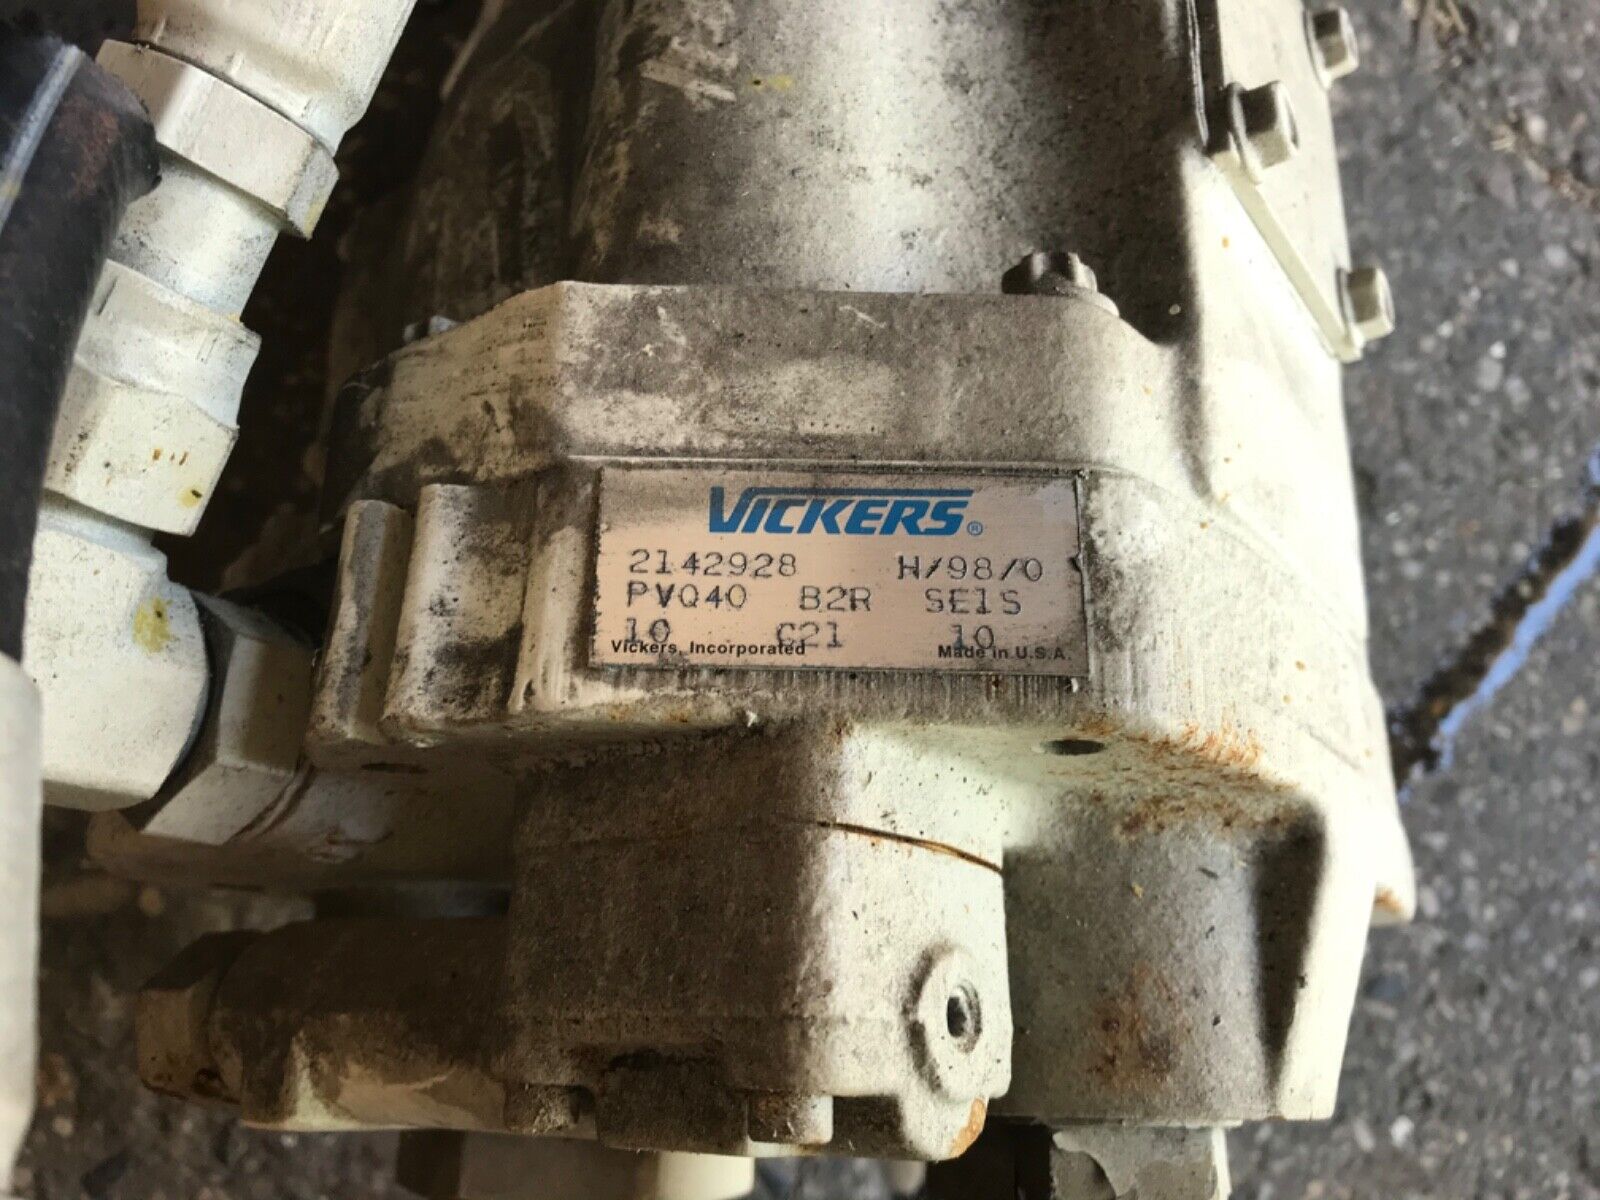 VICKERS®
2142928 H/98/0
PVQ40 B2R SE1S
10 C21 10
Vickers, Incorporated Made in U.S.A.